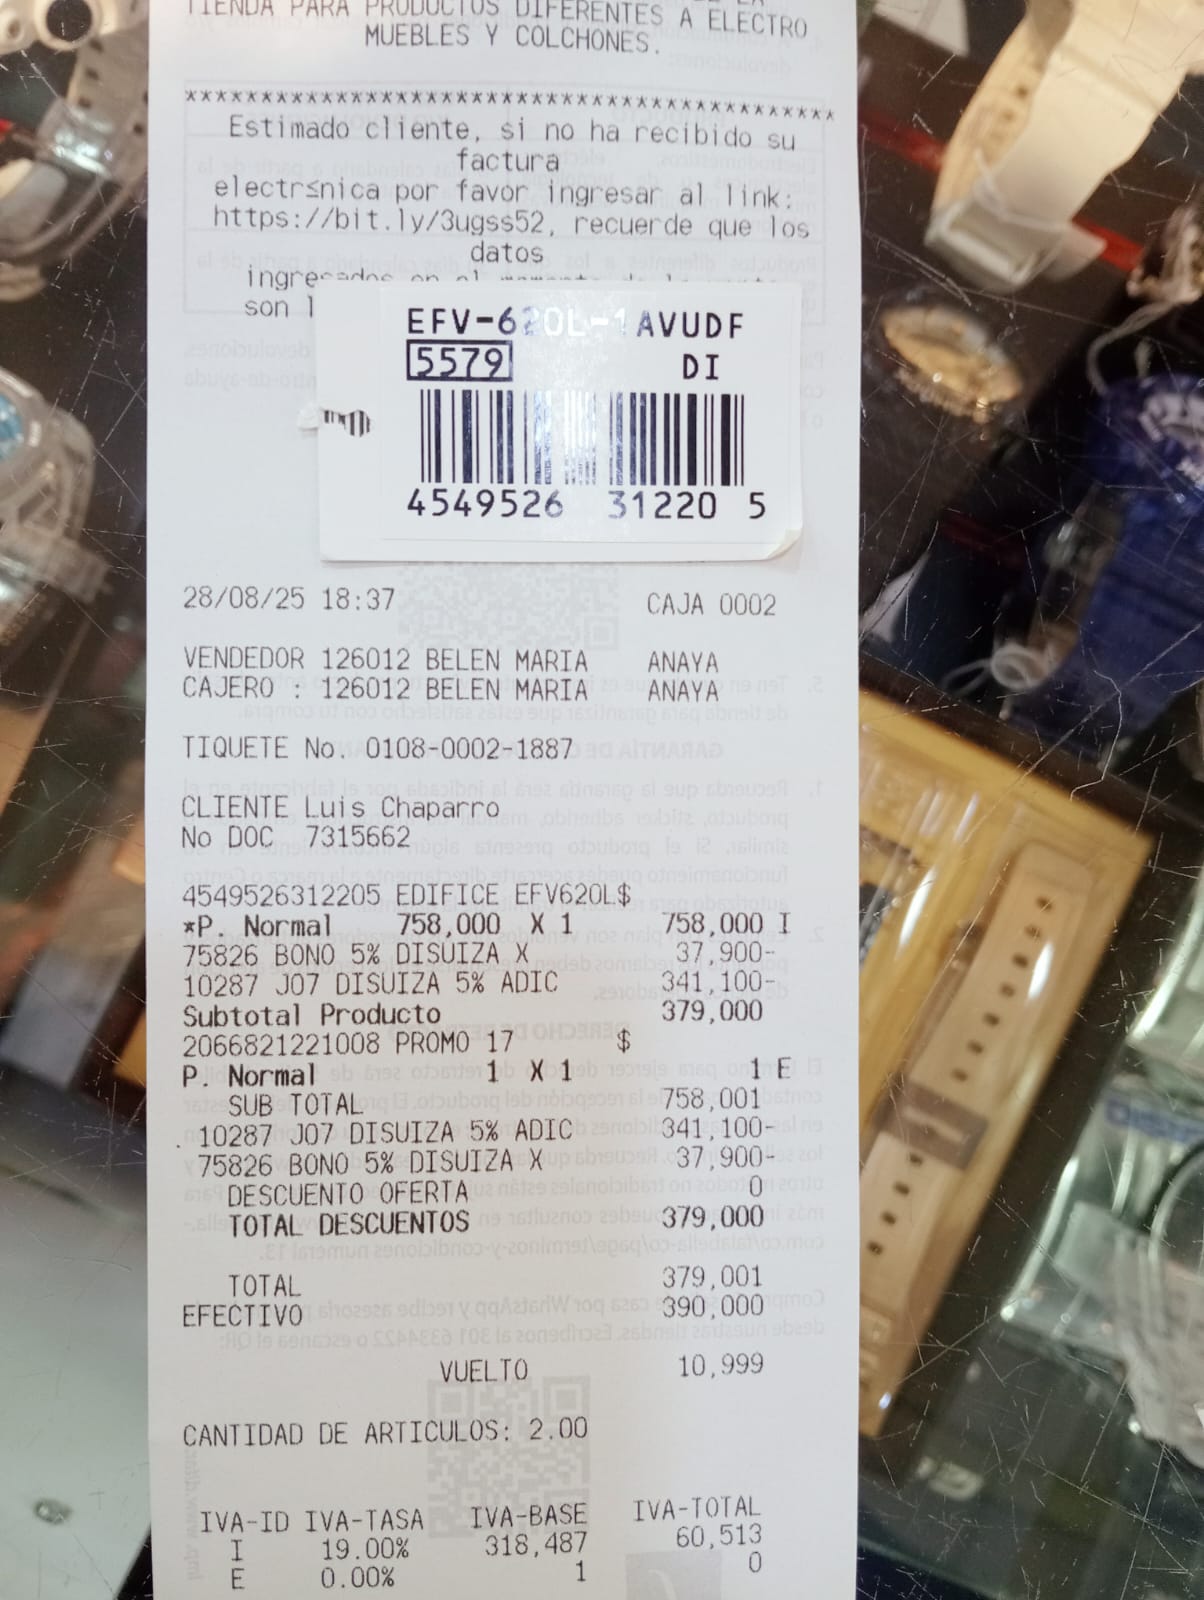 TIENDA PARA PRODUCTOS DIFERENTES A ELECTRO
MUEBLES Y COLCHONES.
******************************************
Estimado cliente, si no ha recibido su
factura
electr≤nica por favor ingresar al link:
https://bit.ly/3ugss52, recuerde que los
datos
ingresados en el momento de la
son l
EFV-620L-1AVUDF
5579 DI
4549526 31220 5
28/08/25 18:37 CAJA 0002
VENDEDOR 126012 BELEN MARIA ANAYA
CAJERO : 126012 BELEN MARIA ANAYA
TIQUETE No. 0108-0002-1887
CLIENTE Luis Chaparro
No DOC 7315662
4549526312205 EDIFICE EFV620L$
*P. Normal 758,000 X 1 758,000 I
75826 BONO 5% DISUIZA X 37,900-
10287 J07 DISUIZA 5% ADIC 341,100-
Subtotal Producto 379,000
2066821221008 PROMO 17 $
P. Normal 1 X 1 1 E
SUB TOTAL 758,001
10287 J07 DISUIZA 5% ADIC 341,100-
75826 BONO 5% DISUIZA X 37,900-
DESCUENTO OFERTA 0
TOTAL DESCUENTOS 379,000
TOTAL 379,001
EFECTIVO 390,000
VUELTO 10,999
CANTIDAD DE ARTICULOS: 2.00
IVA-ID IVA-TASA IVA-BASE IVA-TOTAL
I 19.00% 318,487 60,513
E 0.00% 1 0